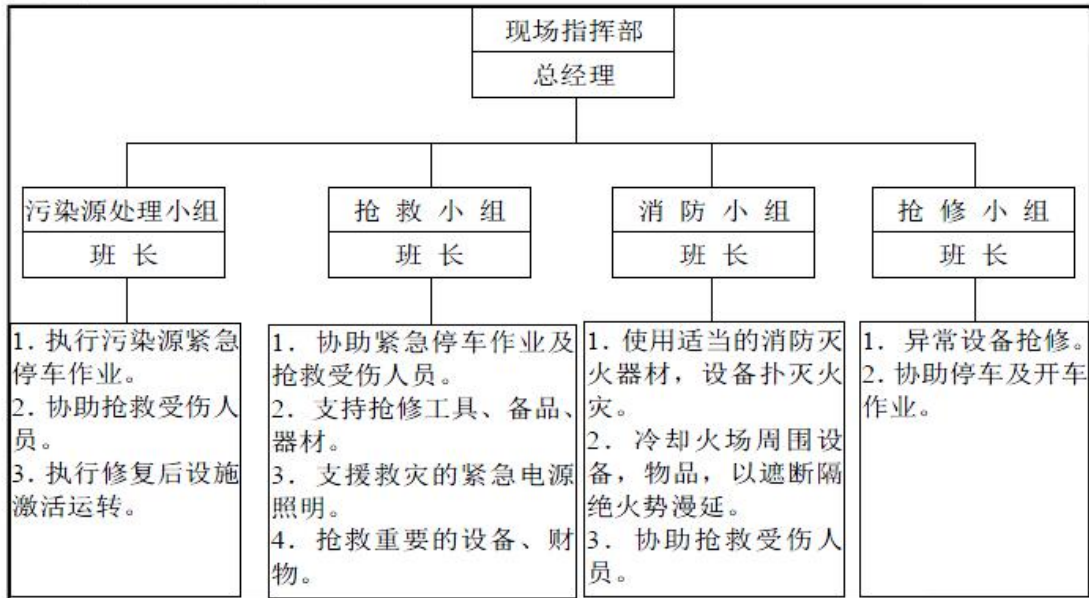 现场指挥部
总经理
污染源处理小组
班 长
抢 救 小 组
班 长
消 防 小 组
班 长
抢 修 小 组
班 长
1. 执行污染源紧急
停车作业。
2. 协助抢救受伤人
员。
3. 执行修复后设施
激活运转。
1. 协助紧急停车作业及
抢救受伤人员。
2. 支持抢修工具、备品、
器材。
3. 支援救灾的紧急电源
照明。
4. 抢救重要的设备、财
物。
1. 使用适当的消防灭
火器材，设备扑灭火
灾。
2. 冷却火场周围设
备，物品，以遮断隔
绝火势漫延。
3. 协助抢救受伤人
员。
1. 异常设备抢修。
2. 协助停车及开车
作业。